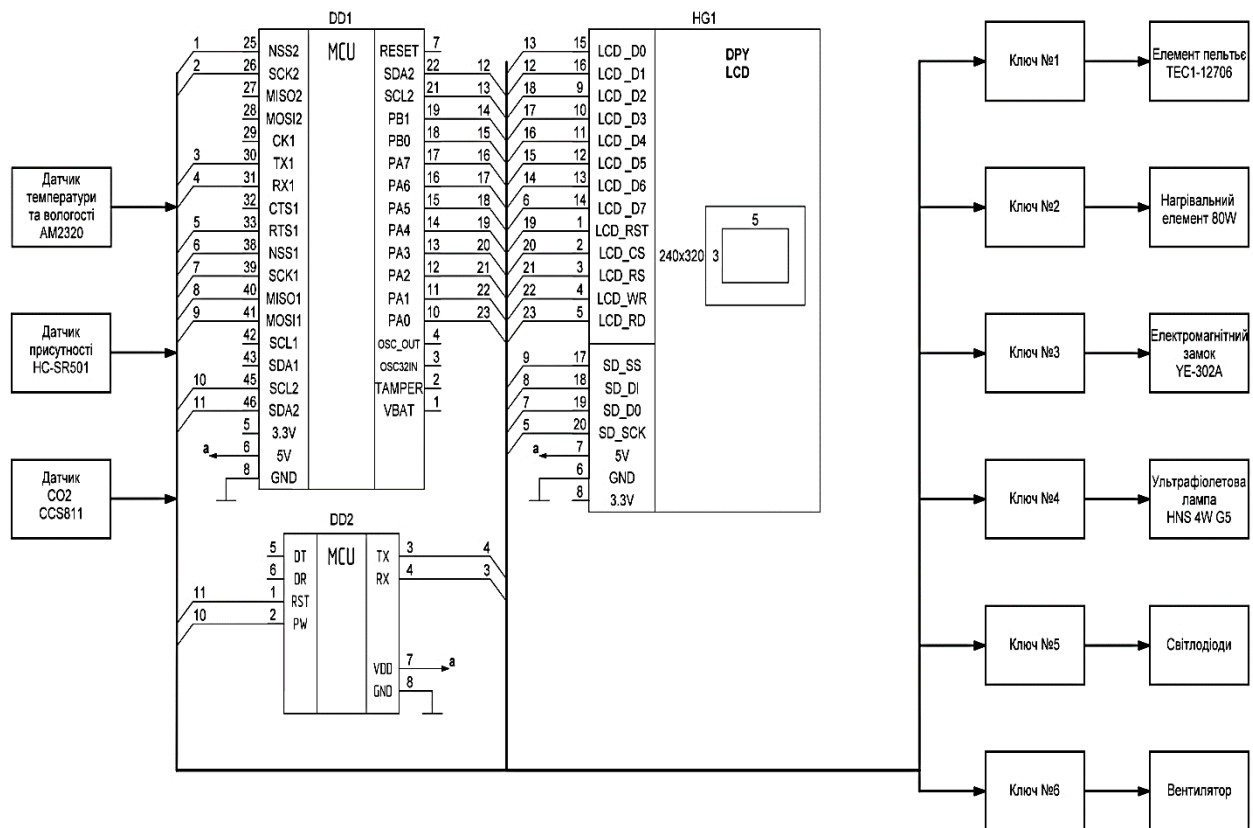 DD1
MCU
1 25 NSS2
2 26 SCK2
27 MISO2
28 MOSI2
29 CK1
3 30 TX1
4 31 RX1
32 CTS1
5 33 RTS1
6 38 NSS1
7 39 SCK1
8 40 MISO1
9 41 MOSI1
42 SCL1
43 SDA1
10 45 SCL2
11 46 SDA2
5 3.3V
a 6 5V
8 GND
RESET 7
SDA2 22 12
SCL2 21 13
PB1 19 14
PB0 18 15
PA7 17 16
PA6 16 17
PA5 15 18
PA4 14 19
PA3 13 20
PA2 12 21
PA1 11 22
PA0 10 23
OSC_OUT 4
OSC32IN 3
TAMPER 2
VBAT 1
HG1
DPY
LCD
13 15 LCD_D0
12 16 LCD_D1
18 9 LCD_D2
17 10 LCD_D3
16 11 LCD_D4
15 12 LCD_D5
14 13 LCD_D6
6 14 LCD_D7
19 1 LCD_RST
20 2 LCD_CS
21 3 LCD_RS
22 4 LCD_WR
23 5 LCD_RD
9 17 SD_SS
8 18 SD_DI
7 19 SD_D0
5 20 SD_SCK
a 7 5V
6 GND
8 3.3V
240x320
3
5
DD2
MCU
5 DT
6 DR
11 1 RST
10 2 PW
TX 3 4
RX 4 3
VDD 7 a
GND 8
Датчик
температури
та вологості
AM2320
Датчик
присутності
HC-SR501
Датчик
CO2
CCS811
Ключ №1
Елемент пельтьє
TEC1-12706
Ключ №2
Нагрівальний
елемент 80W
Ключ №3
Електромагнітний
замок
YE-302A
Ключ №4
Ультрафіолетова
лампа
HNS 4W G5
Ключ №5
Світлодіоди
Ключ №6
Вентилятор